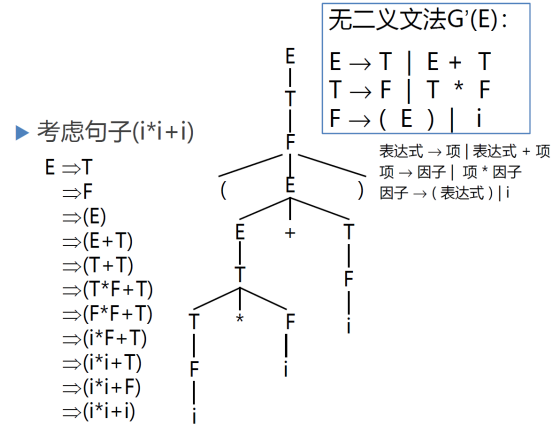 无二义文法G’(E)：
E → T | E + T
T → F | T * F
F → ( E ) | i
表达式 → 项 | 表达式 + 项
项 → 因子 | 项 * 因子
因子 → ( 表达式 ) | i
考虑句子(i*i+i)
E ⇒T
⇒F
⇒(E)
⇒(E+T)
⇒(T+T)
⇒(T*F+T)
⇒(F*F+T)
⇒(i*F+T)
⇒(i*i+T)
⇒(i*i+F)
⇒(i*i+i)
E
T
F
( E )
E + T
T F
T * F i
F i
i